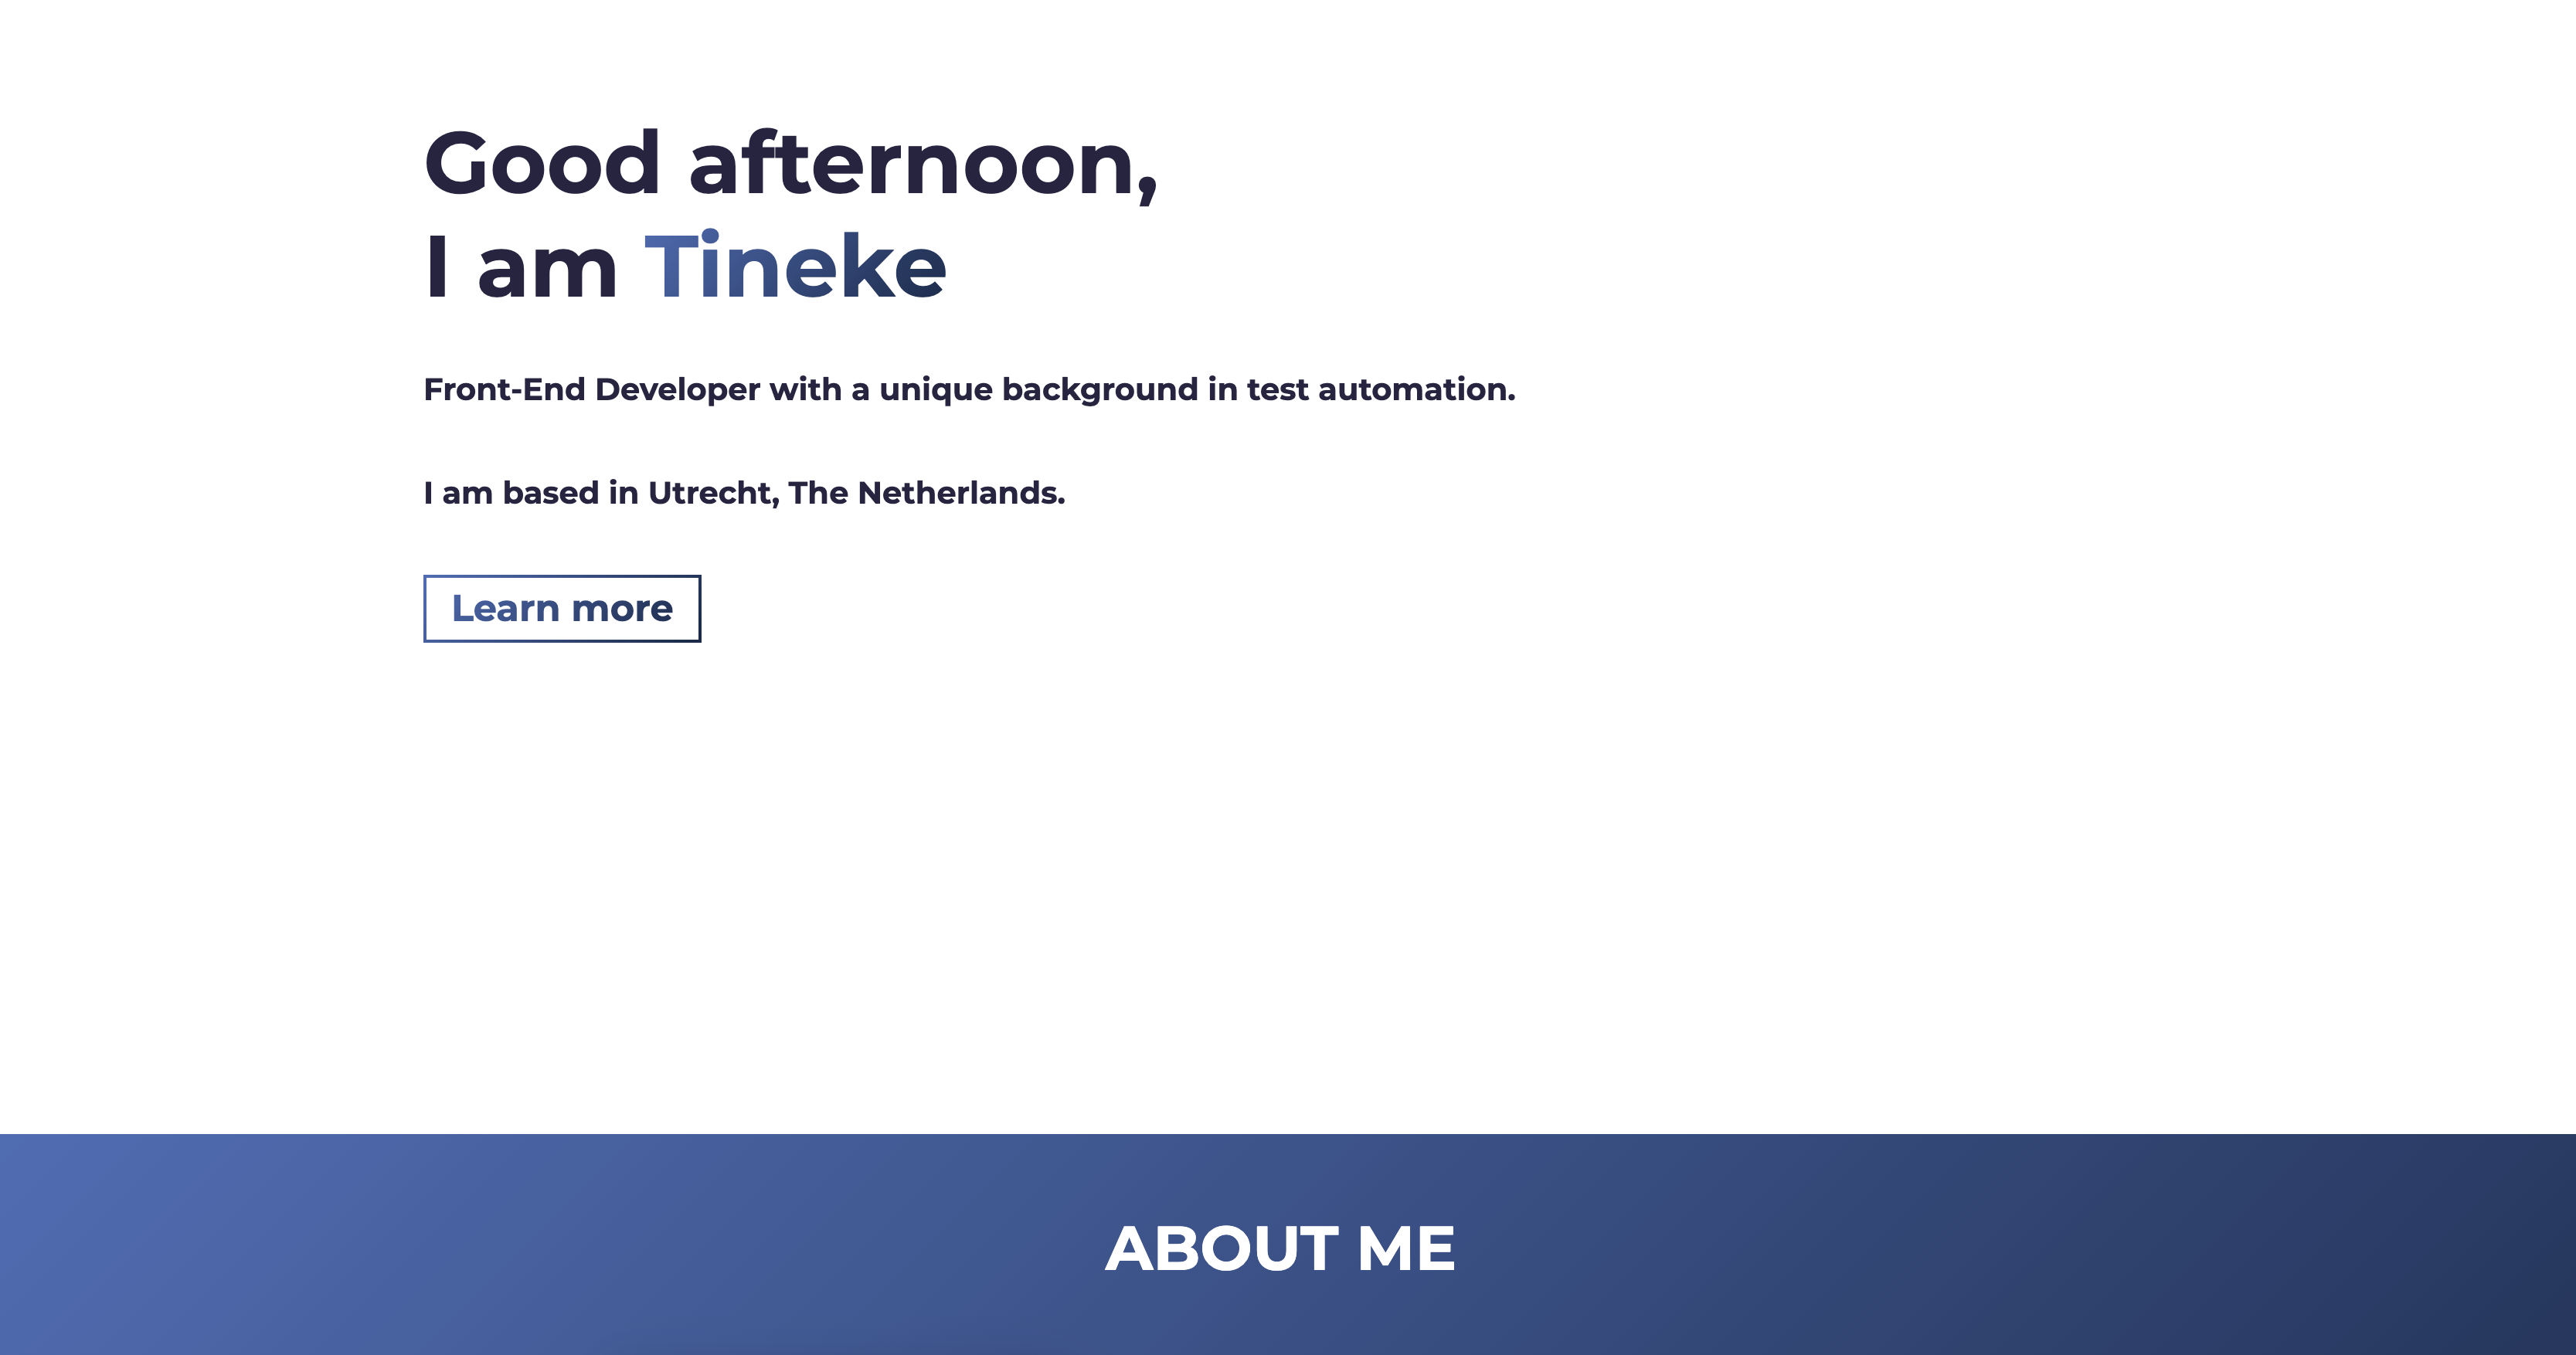 Good afternoon,
I am Tineke
Front-End Developer with a unique background in test automation.
I am based in Utrecht, The Netherlands.
Learn more
ABOUT ME